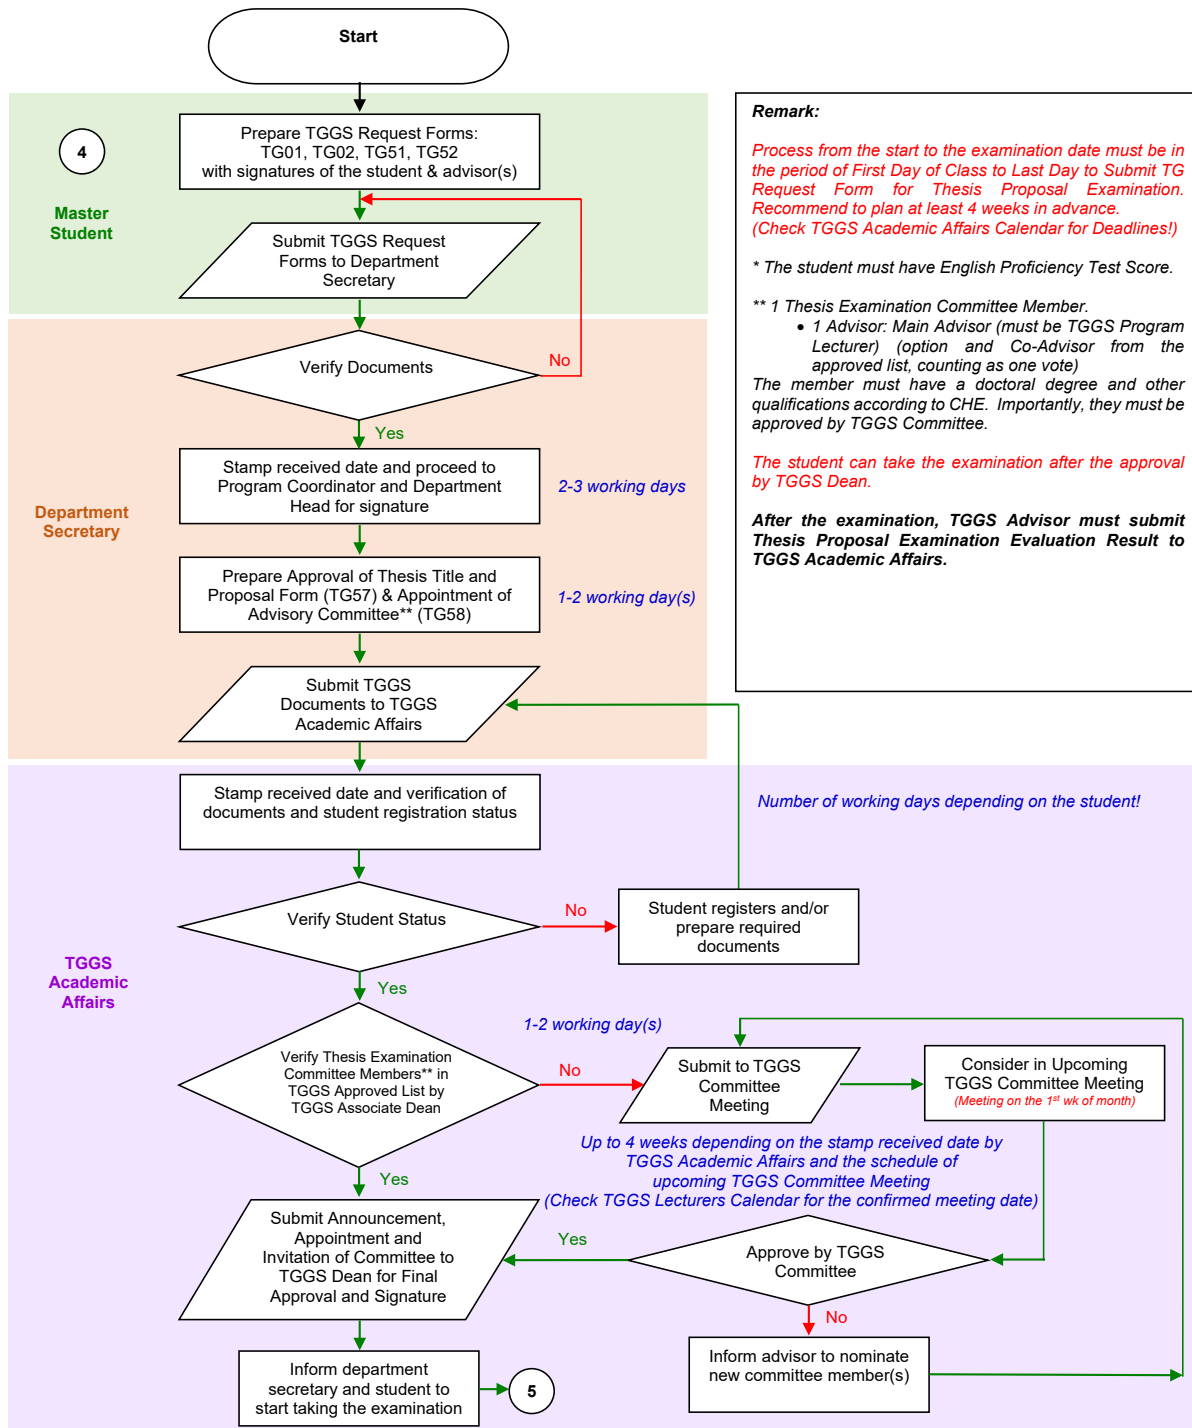 Start
4
Master
Student
Prepare TGGS Request Forms:
TG01, TG02, TG51, TG52
with signatures of the student & advisor(s)
Submit TGGS Request
Forms to Department
Secretary
Verify Documents
No
Yes
Department
Secretary
Stamp received date and proceed to
Program Coordinator and Department
Head for signature
2-3 working days
Prepare Approval of Thesis Title and
Proposal Form (TG57) & Appointment of
Advisory Committee** (TG58)
1-2 working day(s)
Submit TGGS
Documents to TGGS
Academic Affairs
Remark:
Process from the start to the examination date must be in
the period of First Day of Class to Last Day to Submit TG
Request Form for Thesis Proposal Examination.
Recommend to plan at least 4 weeks in advance.
(Check TGGS Academic Affairs Calendar for Deadlines!)
* The student must have English Proficiency Test Score.
** 1 Thesis Examination Committee Member.
• 1 Advisor: Main Advisor (must be TGGS Program
Lecturer) (option and Co-Advisor from the
approved list, counting as one vote)
The member must have a doctoral degree and other
qualifications according to CHE. Importantly, they must be
approved by TGGS Committee.
The student can take the examination after the approval
by TGGS Dean.
After the examination, TGGS Advisor must submit
Thesis Proposal Examination Evaluation Result to
TGGS Academic Affairs.
TGGS
Academic
Affairs
Stamp received date and verification of
documents and student registration status
Number of working days depending on the student!
Verify Student Status
No
Student registers and/or
prepare required
documents
Yes
1-2 working day(s)
Verify Thesis Examination
Committee Members** in
TGGS Approved List by
TGGS Associate Dean
No
Submit to TGGS
Committee
Meeting
Consider in Upcoming
TGGS Committee Meeting
(Meeting on the 1st wk of month)
Up to 4 weeks depending on the stamp received date by
TGGS Academic Affairs and the schedule of
upcoming TGGS Committee Meeting
(Check TGGS Lecturers Calendar for the confirmed meeting date)
Yes
Submit Announcement,
Appointment and
Invitation of Committee to
TGGS Dean for Final
Approval and Signature
Yes
Approve by TGGS
Committee
No
Inform advisor to nominate
new committee member(s)
Inform department
secretary and student to
start taking the examination
5